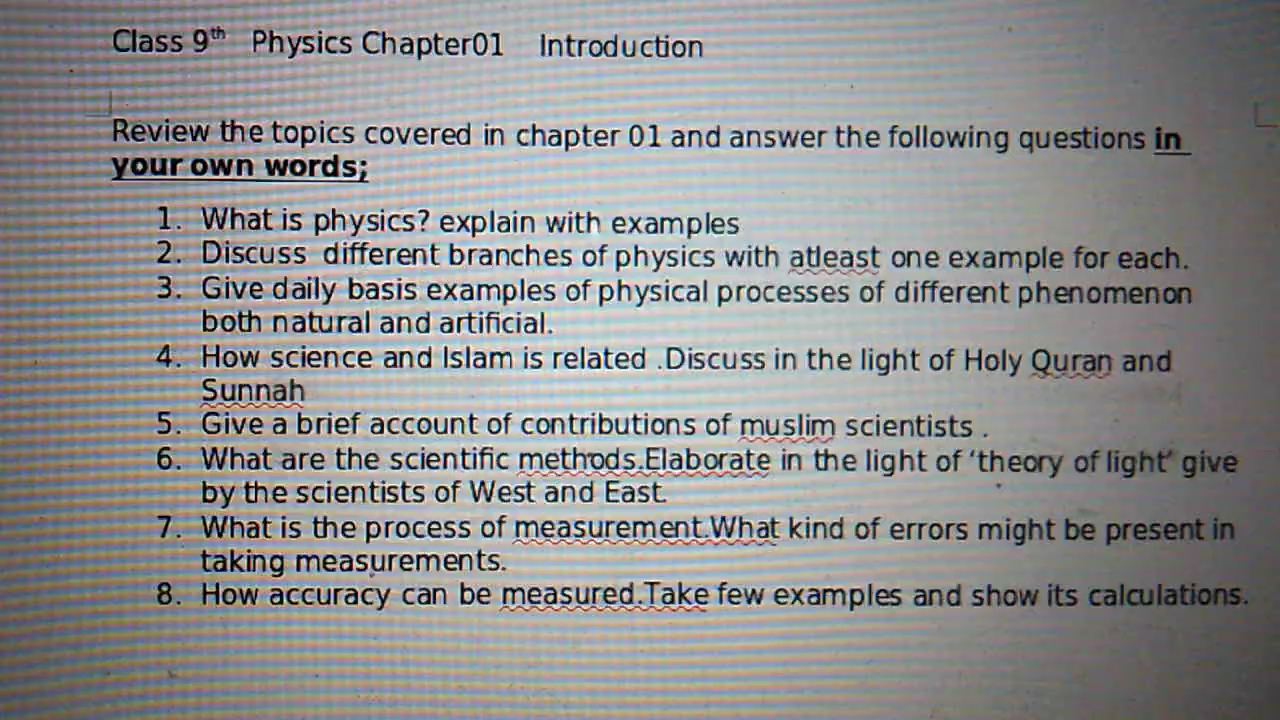 Class 9th Physics Chapter01 Introduction
Review the topics covered in chapter 01 and answer the following questions in
your own words;
1. What is physics? explain with examples
2. Discuss different branches of physics with atleast one example for each.
3. Give daily basis examples of physical processes of different phenomenon
both natural and artificial.
4. How science and Islam is related .Discuss in the light of Holy Quran and
Sunnah
5. Give a brief account of contributions of muslim scientists .
6. What are the scientific methods.Elaborate in the light of ‘theory of light’ give
by the scientists of West and East.
7. What is the process of measurement.What kind of errors might be present in
taking measurements.
8. How accuracy can be measured.Take few examples and show its calculations.